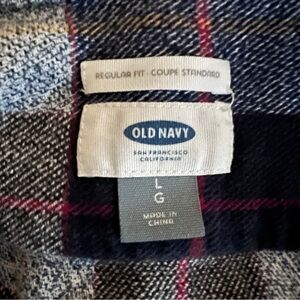 REGULAR FIT - COUPE STANDARD
OLD NAVY
SAN FRANCISCO
CALIFORNIA
L
G
MADE IN
CHINA